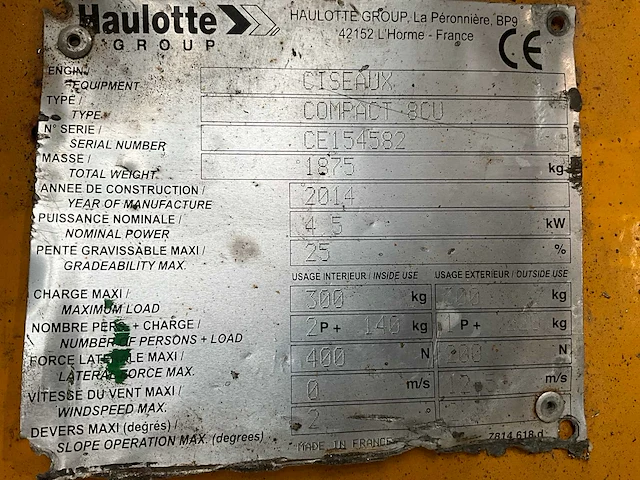 Haulotte
GROUP
HAULOTTE GROUP, La Péronnière, BP9
42152 L'Horme - France
CE
ENGIN/
EQUIPMENT CISEAUX
TYPE /
TYPE COMPACT 8CU
N° SERIE /
SERIAL NUMBER CE154582
MASSE /
TOTAL WEIGHT 1875 kg
ANNEE DE CONSTRUCTION /
YEAR OF MANUFACTURE 2014
PUISSANCE NOMINALE /
NOMINAL POWER 4.5 kW
PENTE GRAVISSABLE MAXI /
GRADEABILITY MAX. 25 %
USAGE INTERIEUR / INSIDE USE USAGE EXTERIEUR / OUTSIDE USE
CHARGE MAXI /
MAXIMUM LOAD 300 kg kg
NOMBRE PERS + CHARGE /
NUMBER OF PERSONS + LOAD 2P + 140 kg P + kg
FORCE LATERALE MAXI /
LATERAL FORCE MAX. 400 N N
VITESSE DU VENT MAXI /
WINDSPEED MAX. 0 m/s m/s
DEVERS MAXI (degrés) /
SLOPE OPERATION MAX. (degrees) 2 °
MADE IN FRANCE 7814 618 d